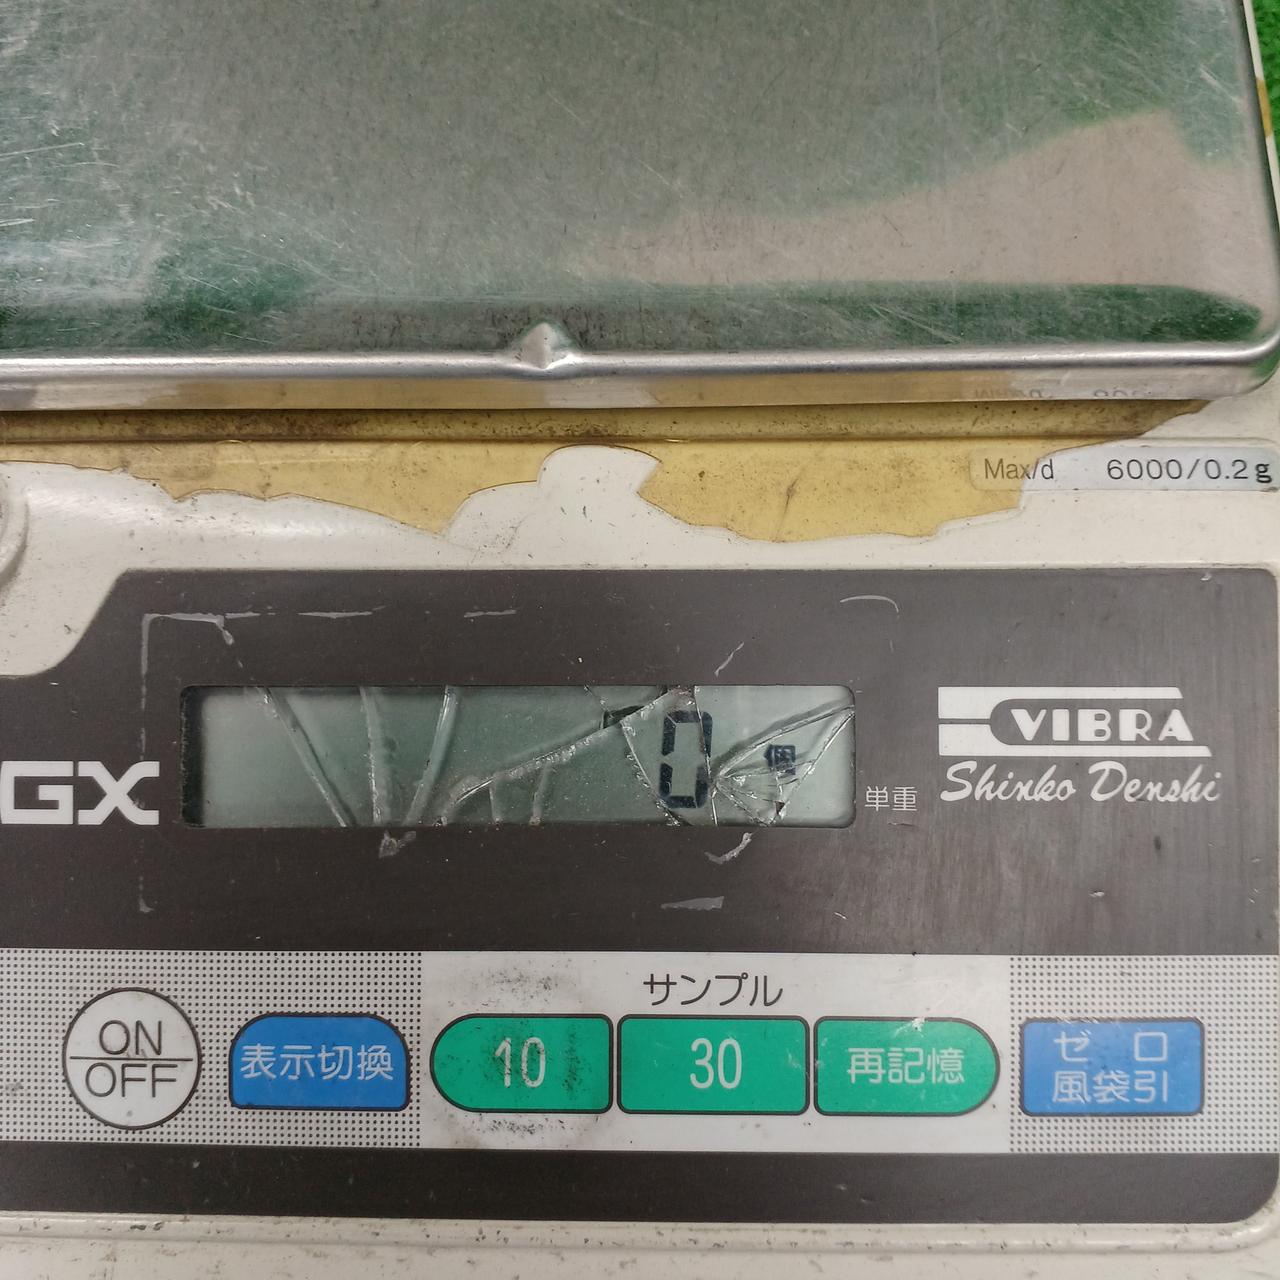 Max/d 6000/0.2g
GX
0
個
単重
VIBRA
Shinko Denshi
サンプル
ON
OFF
表示切換
10
30
再記憶
ゼロ
風袋引